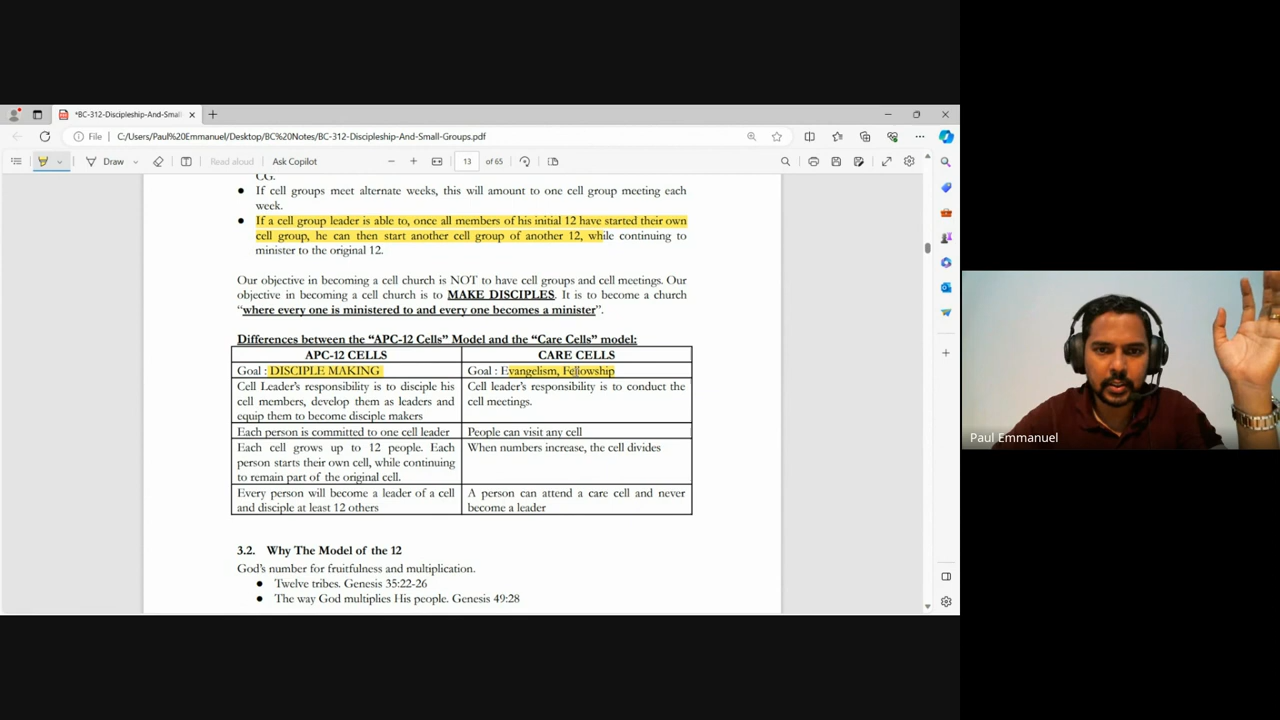 *BC-312-Discipleship-And-Smal
File
C:/Users/Paul%20Emmanuel/Desktop/BC%20Notes/BC-312-Discipleship-And-Small-Groups.pdf
Draw
Read aloud
Ask Copilot
13
of 65
CG.
● If cell groups meet alternate weeks, this will amount to one cell group meeting each
week.
● If a cell group leader is able to, once all members of his initial 12 have started their own
cell group, he can then start another cell group of another 12, while continuing to
minister to the original 12.
Our objective in becoming a cell church is NOT to have cell groups and cell meetings. Our
objective in becoming a cell church is to MAKE DISCIPLES. It is to become a church
“where every one is ministered to and every one becomes a minister”.
Differences between the “APC-12 Cells” Model and the “Care Cells” model:
APC-12 CELLS
CARE CELLS
Goal : DISCIPLE MAKING
Goal : Evangelism, Fellowship
Cell Leader’s responsibility is to disciple his
cell members, develop them as leaders and
equip them to become disciple makers
Cell leader’s responsibility is to conduct the
cell meetings.
Each person is committed to one cell leader
People can visit any cell
Each cell grows up to 12 people. Each
person starts their own cell, while continuing
to remain part of the original cell.
When numbers increase, the cell divides
Every person will become a leader of a cell
and disciple at least 12 others
A person can attend a care cell and never
become a leader
3.2. Why The Model of the 12
God’s number for fruitfulness and multiplication.
● Twelve tribes. Genesis 35:22-26
● The way God multiplies His people. Genesis 49:28
Paul Emmanuel